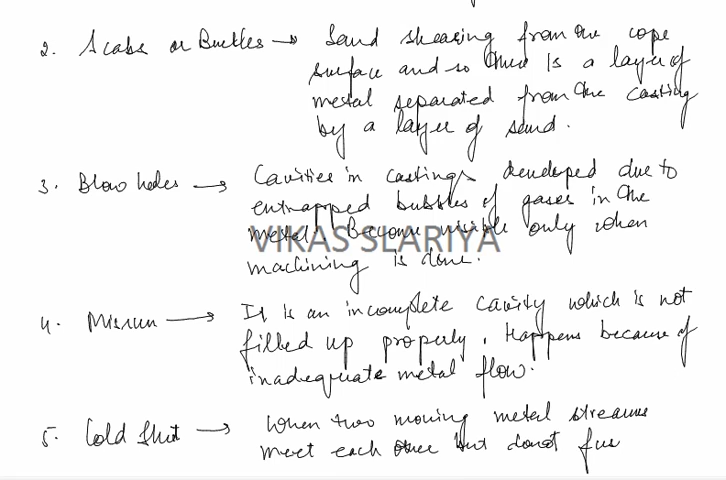 2. Scabs or Buckles → Sand shearing from the cope
surface and so there is a layer of
metal separated from the casting
by a layer of sand.
3. Blow holes → Cavities in castings developed due to
entrapped bubbles of gases in the
metal. Become visible only when
VIKAS SLARIYA
machining is done.
4. Misrun → It is an incomplete cavity which is not
filled up properly. Happens because of
inadequate metal flow.
5. Cold Shut → When two moving metal streams
meet each other but donot fus